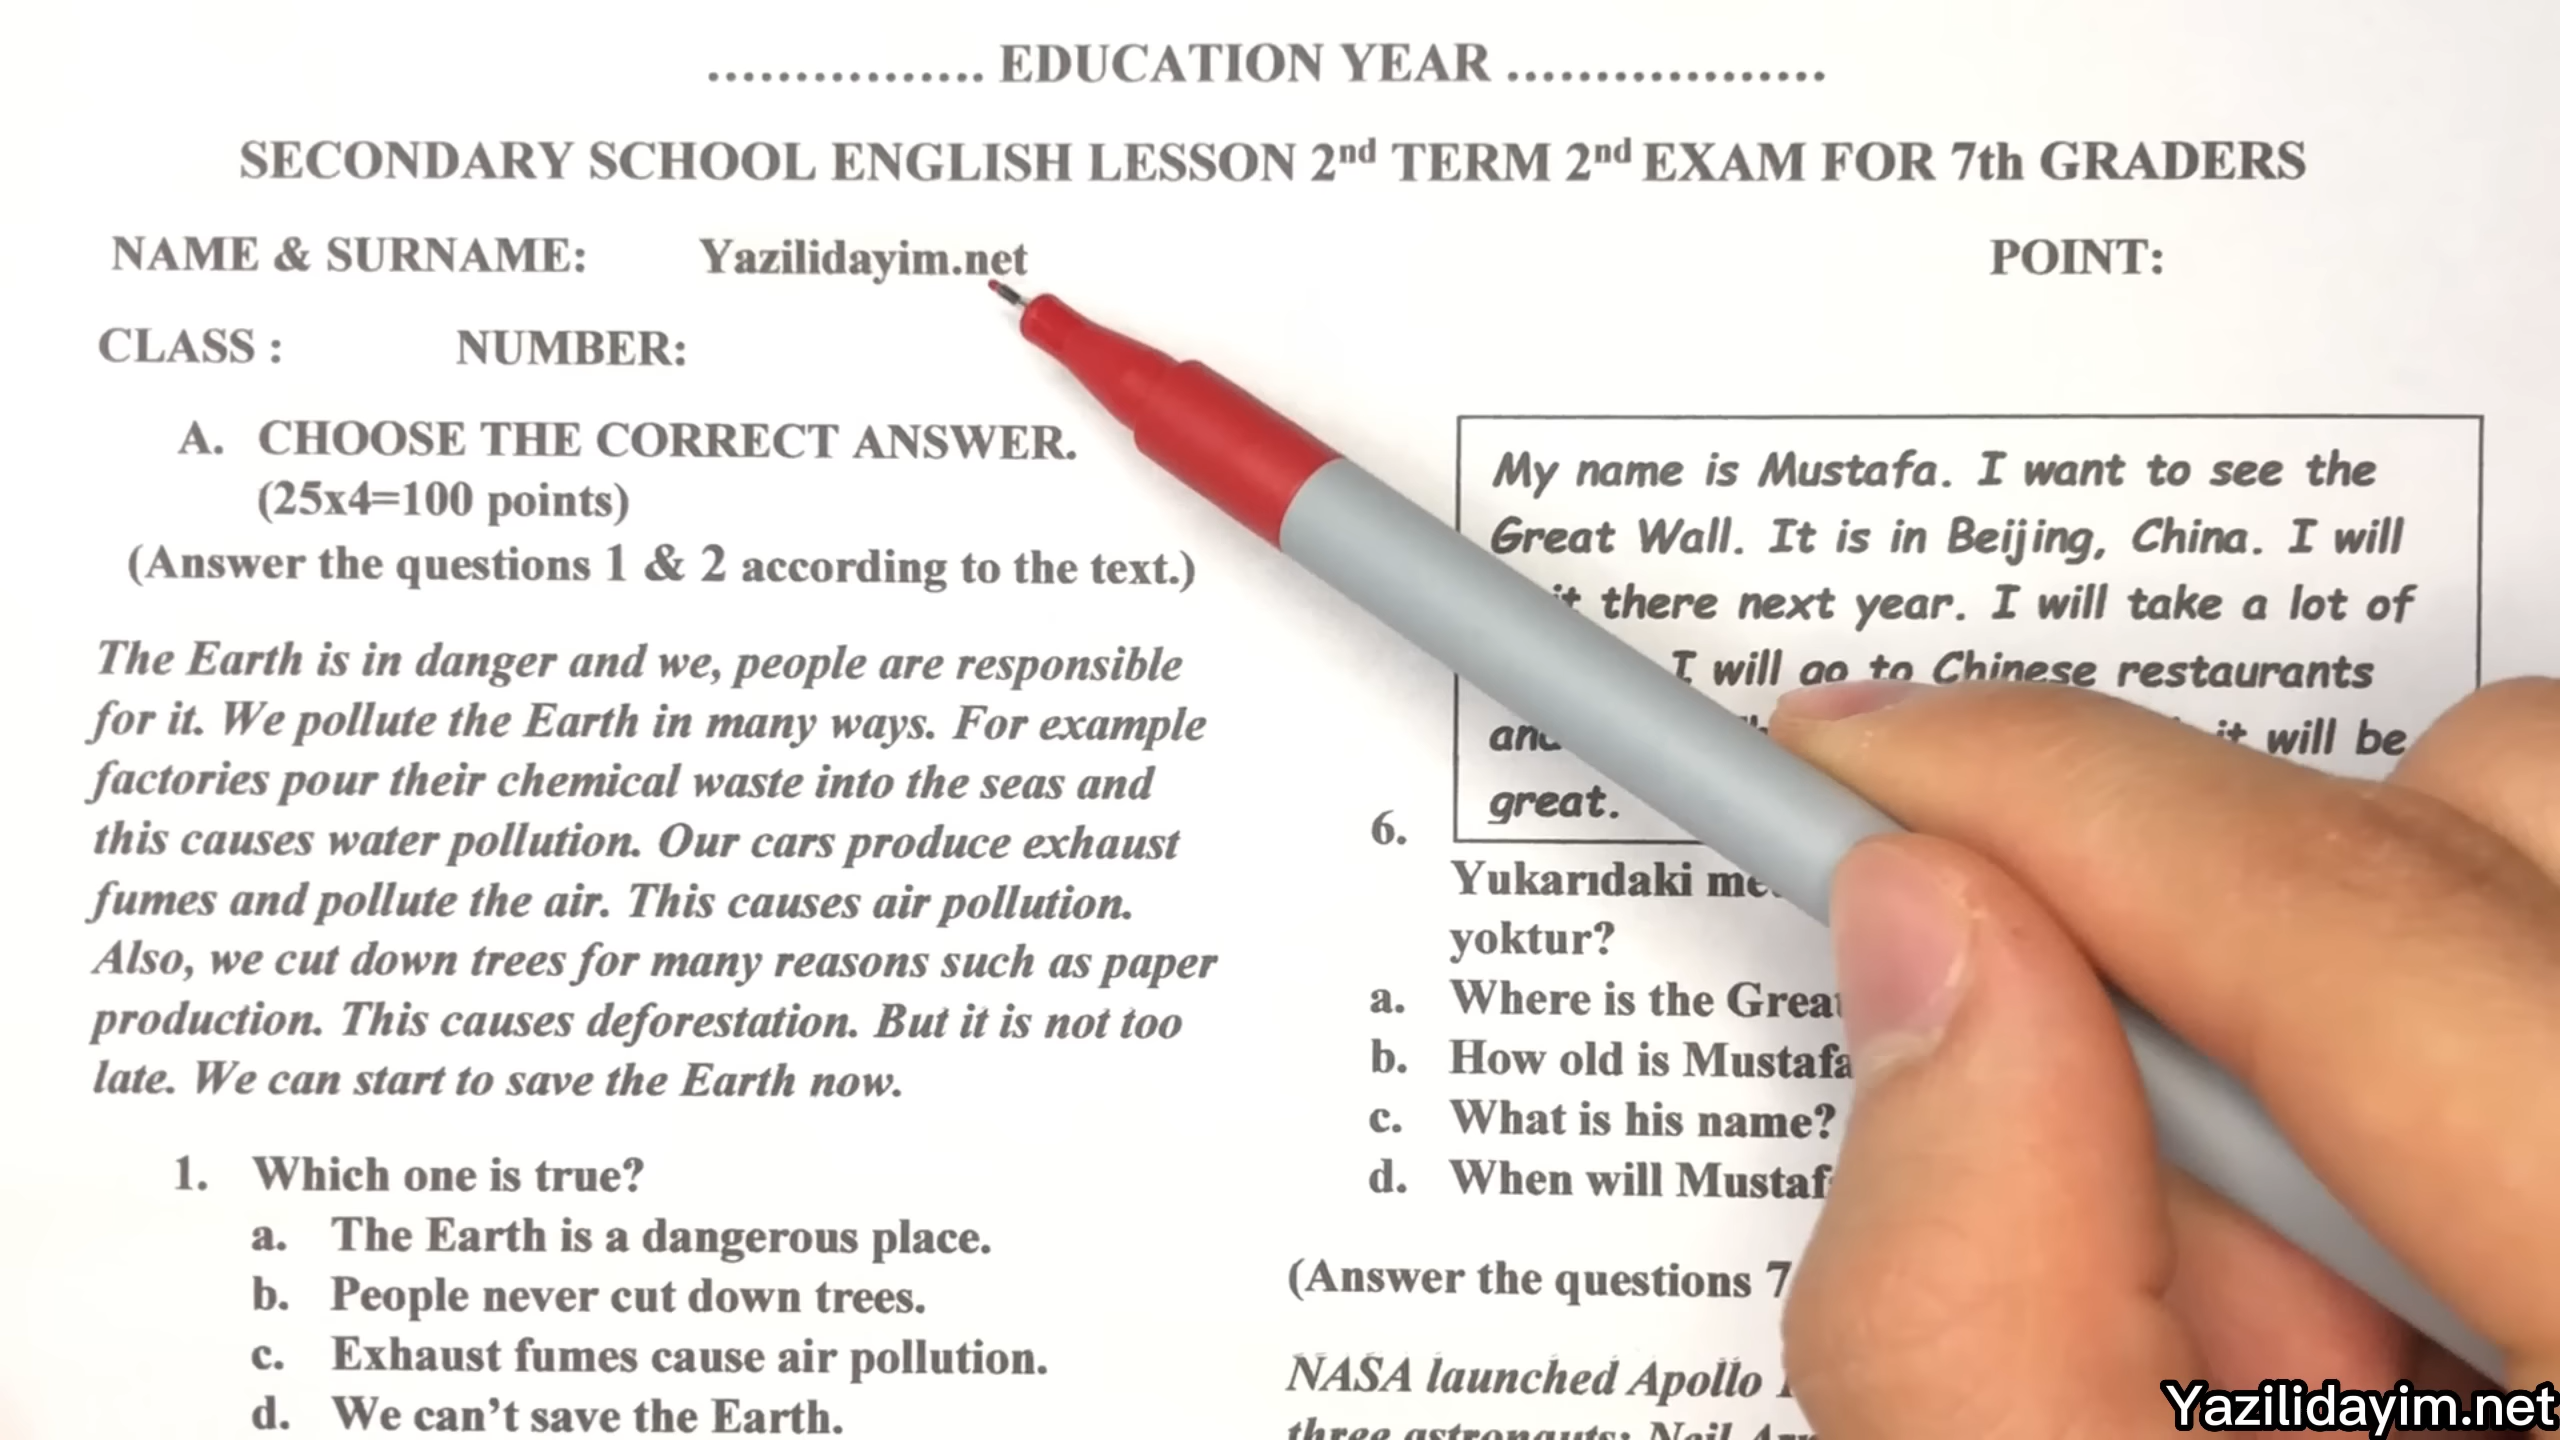 ................ EDUCATION YEAR ..................
SECONDARY SCHOOL ENGLISH LESSON 2nd TERM 2nd EXAM FOR 7th GRADERS
NAME & SURNAME: Yazilidayim.net POINT:
CLASS : NUMBER:
A. CHOOSE THE CORRECT ANSWER.
(25x4=100 points)
(Answer the questions 1 & 2 according to the text.)
The Earth is in danger and we, people are responsible
for it. We pollute the Earth in many ways. For example
factories pour their chemical waste into the seas and
this causes water pollution. Our cars produce exhaust
fumes and pollute the air. This causes air pollution.
Also, we cut down trees for many reasons such as paper
production. This causes deforestation. But it is not too
late. We can start to save the Earth now.
1. Which one is true?
a. The Earth is a dangerous place.
b. People never cut down trees.
c. Exhaust fumes cause air pollution.
d. We can't save the Earth.
My name is Mustafa. I want to see the
Great Wall. It is in Beijing, China. I will
there next year. I will take a lot of
I will go to Chinese restaurants
it will be
great.
6.
Yukarıdaki
yoktur?
a. Where is the Great
b. How old is Mustafa
c. What is his name?
d. When will Mustaf
(Answer the questions 7
NASA launched Apollo
three astronauts: Neil
Yazilidayim.net